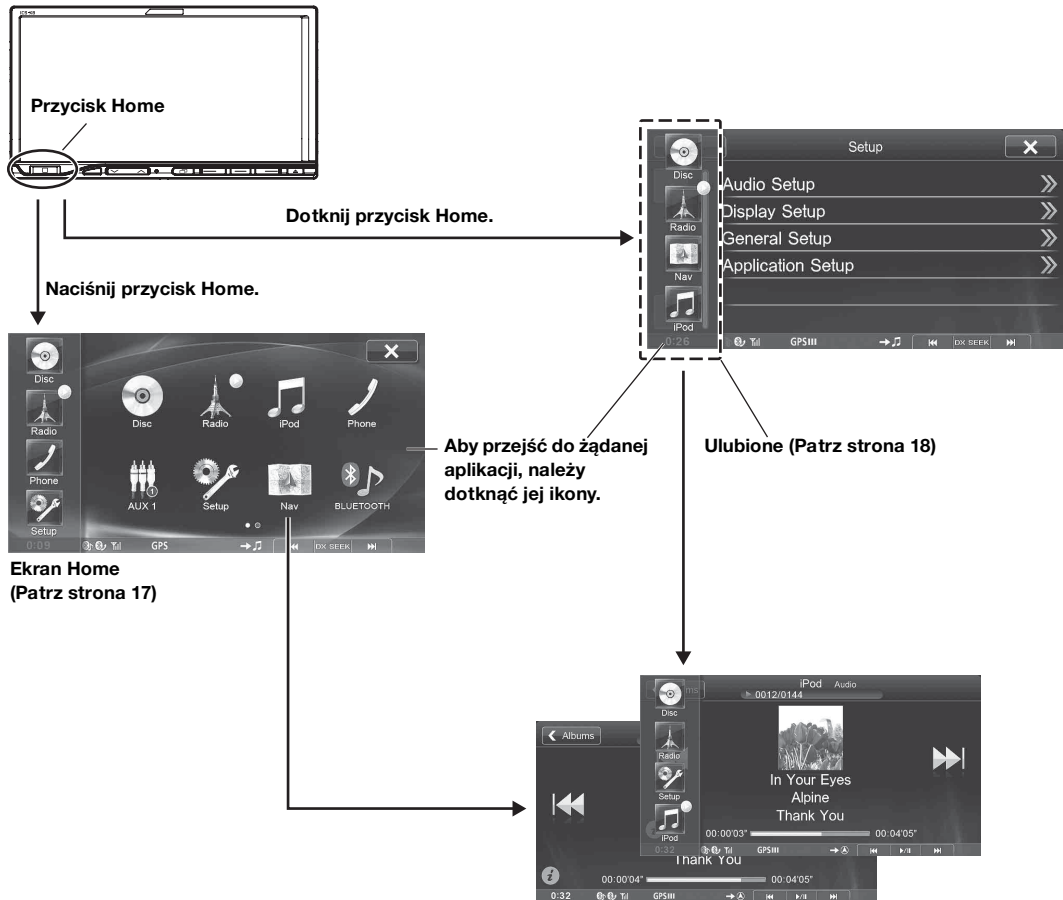 ICS-X8
Przycisk Home
Dotknij przycisk Home.
Naciśnij przycisk Home.
Disc
Radio
Nav
iPod
0:26
Setup
Audio Setup
Display Setup
General Setup
Application Setup
GPS
DX SEEK
Ulubione (Patrz strona 18)
Aby przejść do żądanej
aplikacji, należy
dotknąć jej ikony.
Disc
Radio
Phone
Setup
Disc
Radio
iPod
Phone
AUX 1
Setup
Nav
BLUETOOTH
0:09
GPS
DX SEEK
Ekran Home
(Patrz strona 17)
Disc
Radio
Setup
iPod
iPod Audio
0012/0144
In Your Eyes
Alpine
Thank You
00:00'03"
00:04'05"
0:32
GPS
Albums
Thank You
00:00'04"
00:04'05"
0:32
GPS